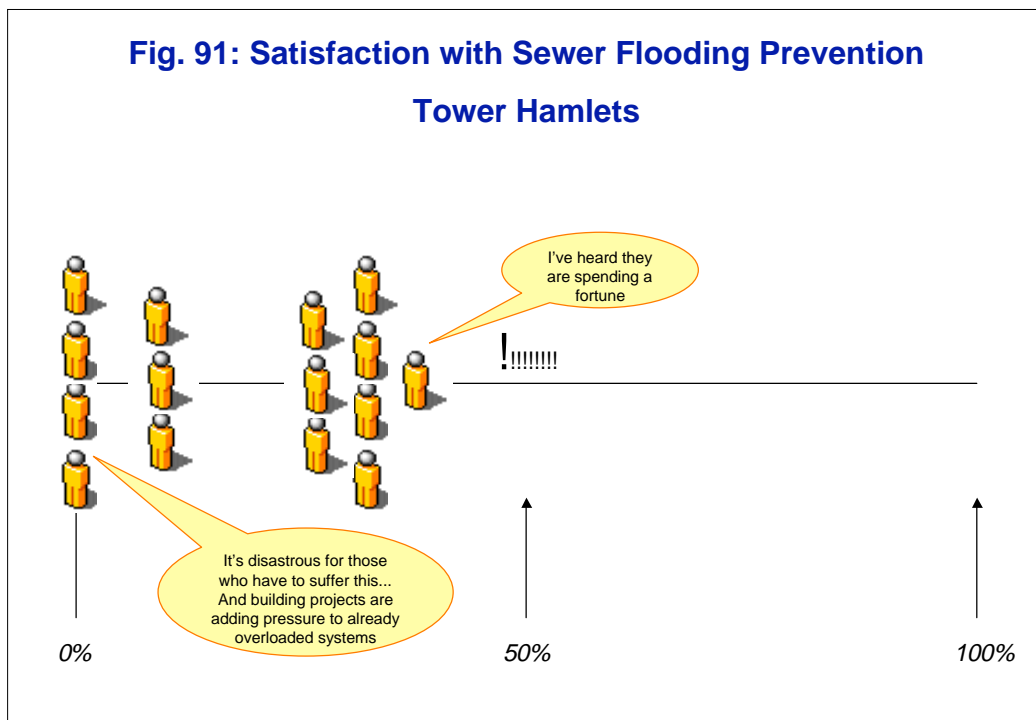 Fig. 91: Satisfaction with Sewer Flooding Prevention
Tower Hamlets
I've heard they
are spending a
fortune
!!!!!!!!!
It's disastrous for those
who have to suffer this...
And building projects are
adding pressure to already
overloaded systems
0%
50%
100%